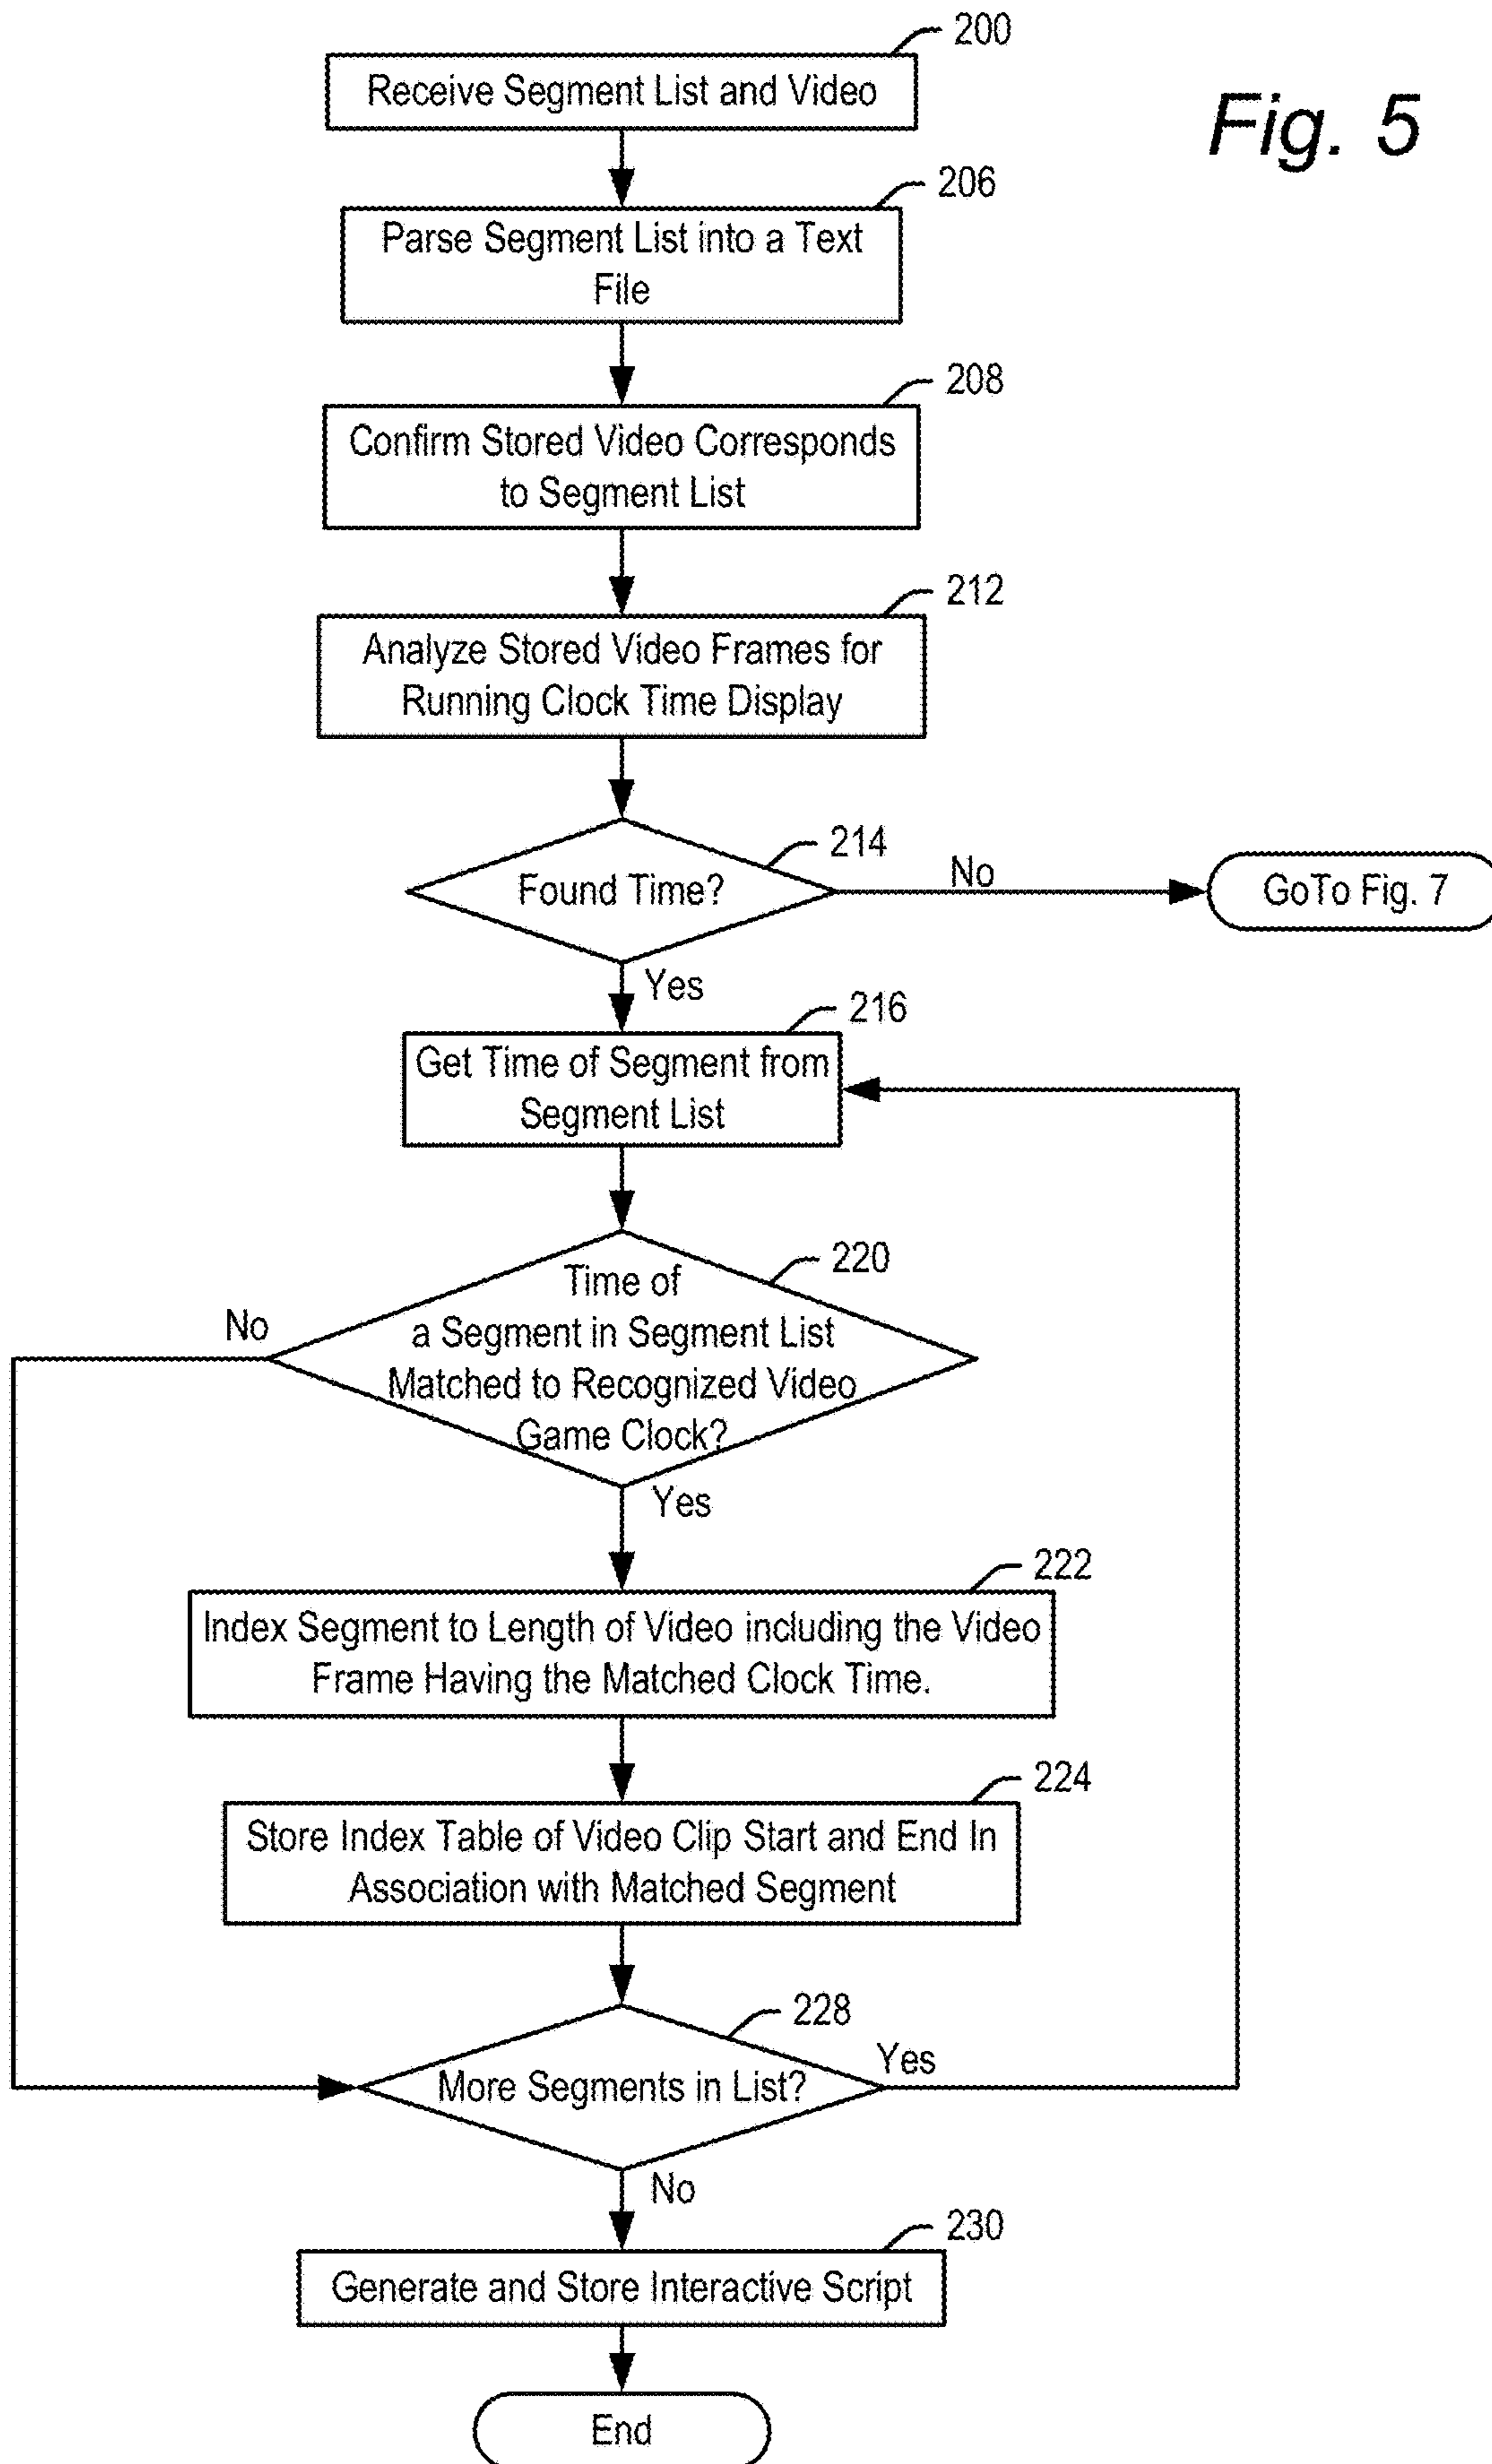 Fig. 5
200
Receive Segment List and Video
206
Parse Segment List into a Text
File
208
Confirm Stored Video Corresponds
to Segment List
212
Analyze Stored Video Frames for
Running Clock Time Display
214
Found Time?
No
GoTo Fig. 7
Yes
216
Get Time of Segment from
Segment List
220
Time of
a Segment in Segment List
Matched to Recognized Video
Game Clock?
No
Yes
222
Index Segment to Length of Video including the Video
Frame Having the Matched Clock Time.
224
Store Index Table of Video Clip Start and End In
Association with Matched Segment
228
More Segments in List?
Yes
No
230
Generate and Store Interactive Script
End